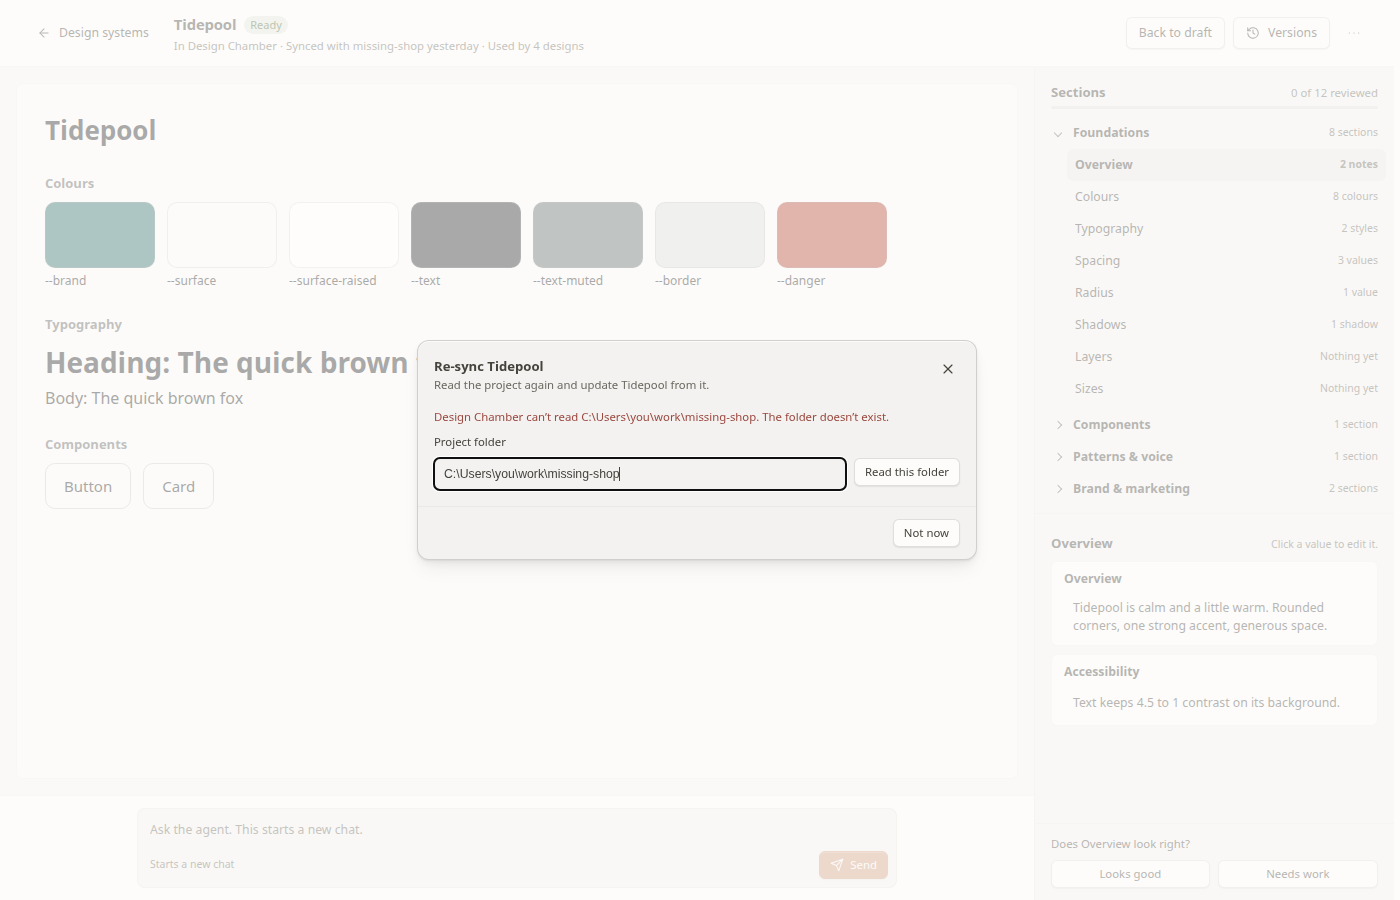 Design systems
Tidepool
Ready
In Design Chamber · Synced with missing-shop yesterday · Used by 4 designs
Back to draft
Versions
Tidepool
Colours
--brand
--surface
--surface-raised
--text
--text-muted
--border
--danger
Typography
Heading: The quick brown
Body: The quick brown fox
Components
Button
Card
Re-sync Tidepool
Read the project again and update Tidepool from it.
Design Chamber can’t read C:\Users\you\work\missing-shop. The folder doesn’t exist.
Project folder
C:\Users\you\work\missing-shop
Read this folder
Not now
Ask the agent. This starts a new chat.
Starts a new chat
Send
Sections
0 of 12 reviewed
Foundations
8 sections
Overview
2 notes
Colours
8 colours
Typography
2 styles
Spacing
3 values
Radius
1 value
Shadows
1 shadow
Layers
Nothing yet
Sizes
Nothing yet
Components
1 section
Patterns & voice
1 section
Brand & marketing
2 sections
Overview
Click a value to edit it.
Overview
Tidepool is calm and a little warm. Rounded
corners, one strong accent, generous space.
Accessibility
Text keeps 4.5 to 1 contrast on its background.
Does Overview look right?
Looks good
Needs work